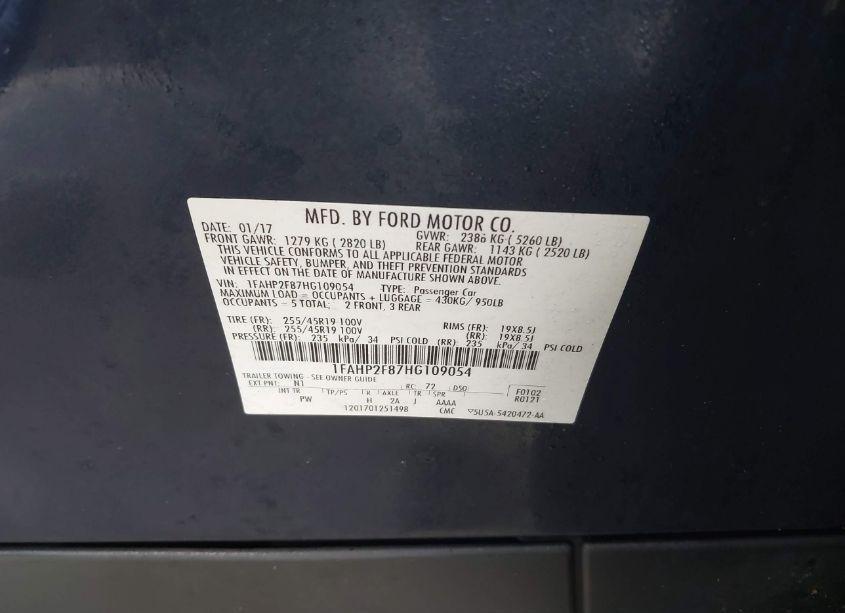 MFD. BY FORD MOTOR CO.
DATE: 01/17 GVWR: 2386 KG ( 5260 LB)
FRONT GAWR: 1279 KG ( 2820 LB) REAR GAWR: 1143 KG ( 2520 LB)
THIS VEHICLE CONFORMS TO ALL APPLICABLE FEDERAL MOTOR
VEHICLE SAFETY, BUMPER, AND THEFT PREVENTION STANDARDS
IN EFFECT ON THE DATE OF MANUFACTURE SHOWN ABOVE.
VIN: 1FAHP2F87HG109054 TYPE: Passenger Car
MAXIMUM LOAD = OCCUPANTS + LUGGAGE = 430KG/ 950LB
OCCUPANTS = 5 TOTAL; 2 FRONT, 3 REAR
TIRE (FR): 255/45R19 100V RIMS (FR): 19X8.5J
(RR): 255/45R19 100V (RR): 19X8.5J
PRESSURE (FR): 235 kPa/ 34 PSI COLD (RR): 235 kPa/ 34 PSI COLD
1FAHP2F87HG109054
TRAILER TOWING - SEE OWNER GUIDE
EXT PNT: N1 RC: 72 DSO: F0102
INT TR TP/PS R AXLE TR SPR R0121
PW H 2A J AAAA
1201701251498 CMC 5U5A-5420472-AA